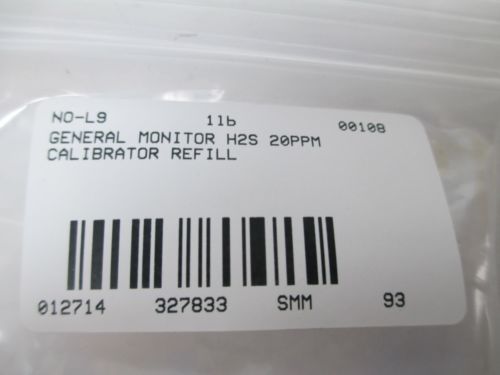 NO-L9 1lb 00108
GENERAL MONITOR H2S 20PPM
CALIBRATOR REFILL
012714 327833 SMM 93